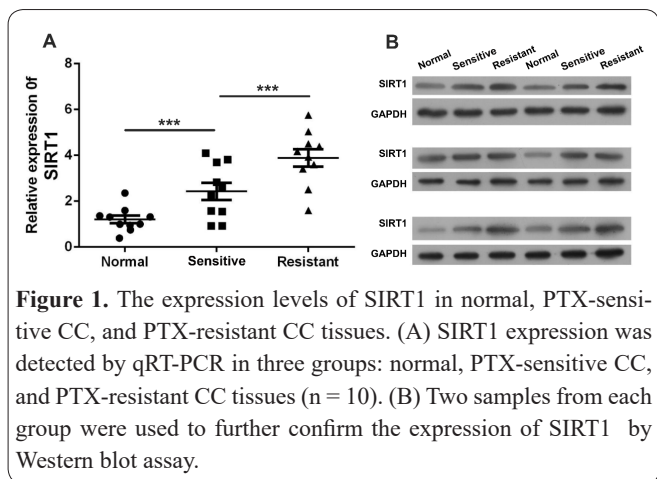 A
Relative expression 0f
SIRT1
8
6
4
2
0
***
***
Normal
Sensitive
Resistant
B
Normal Sensitive Resistant Normal Sensitive Resistant
SIRT1
GAPDH
SIRT1
GAPDH
SIRT1
GAPDH
Figure 1. The expression levels of SIRT1 in normal, PTX-sensi-
tive CC, and PTX-resistant CC tissues. (A) SIRT1 expression was
detected by qRT-PCR in three groups: normal, PTX-sensitive CC,
and PTX-resistant CC tissues (n = 10). (B) Two samples from each
group were used to further confirm the expression of SIRT1 by
Western blot assay.